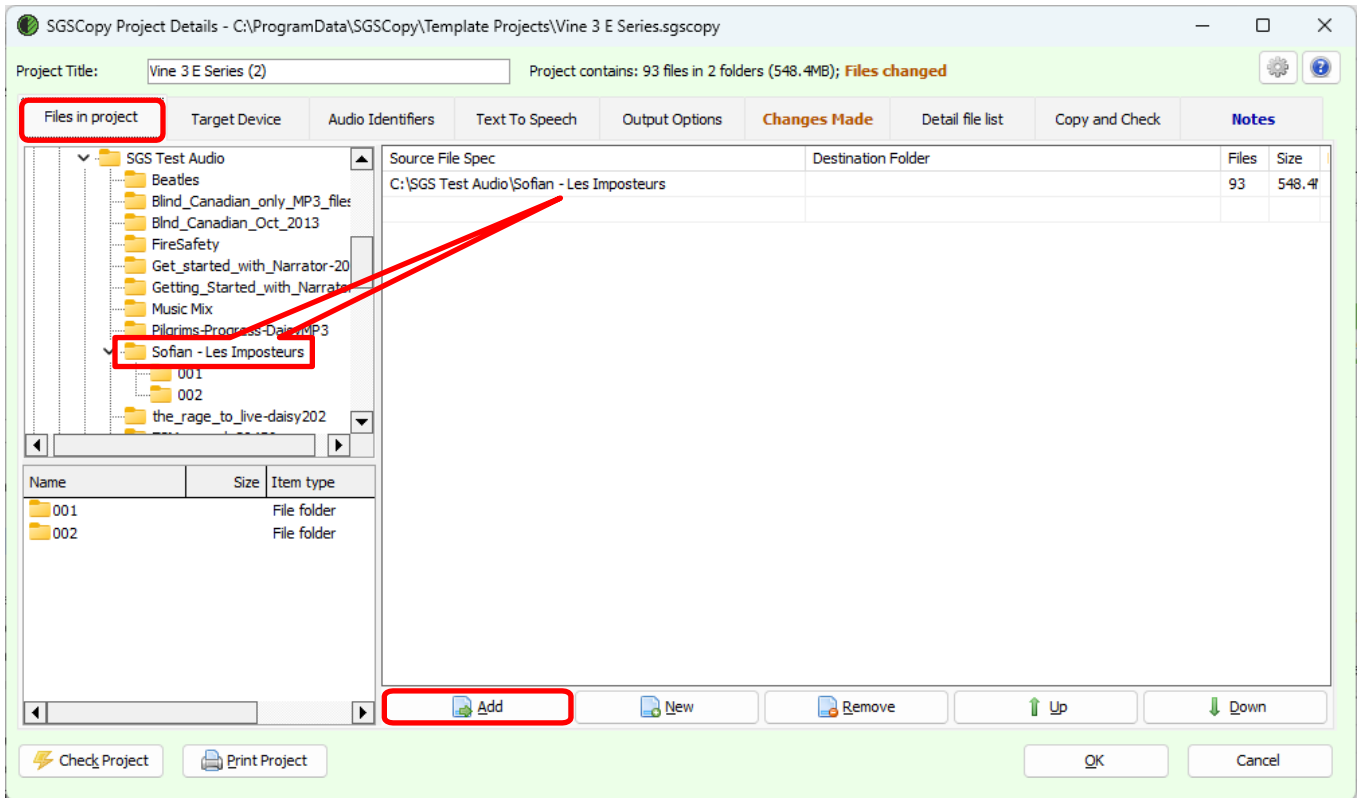 SGSCopy Project Details - C:\ProgramData\SGSCopy\Template Projects\Vine 3 E Series.sgscopy
Project Title: Vine 3 E Series (2) Project contains: 93 files in 2 folders (548.4MB); Files changed
Files in project Target Device Audio Identifiers Text To Speech Output Options Changes Made Detail file list Copy and Check Notes
SGS Test Audio
Beatles
Blind_Canadian_only_MP3_files
Blnd_Canadian_Oct_2013
FireSafety
Get_started_with_Narrator-20
Getting_Started_with_Narrator
Music Mix
Pilgrims-Progress-DaisyMP3
Sofian - Les Imposteurs
001
002
the_rage_to_live-daisy202
Name Size Item type
001 File folder
002 File folder
Source File Spec Destination Folder Files Size
C:\SGS Test Audio\Sofian - Les Imposteurs 93 548.4
Add New Remove Up Down
Check Project Print Project OK Cancel